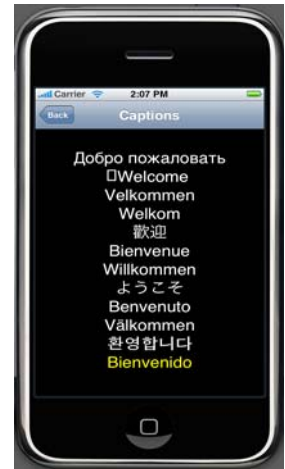 Carrier 2:07 PM
Back Captions
Добро пожаловать
▯Welcome
Velkommen
Welkom
歡迎
Bienvenue
Willkommen
ようこそ
Benvenuto
Välkommen
환영합니다
Bienvenido